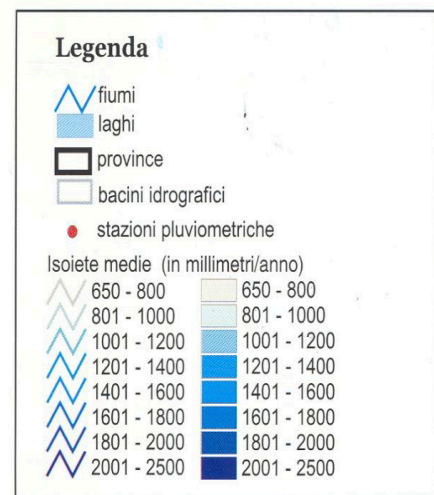 Legenda
fiumi
laghi
province
bacini idrografici
stazioni pluviometriche
Isoiete medie (in millimetri/anno)
650 - 800 650 - 800
801 - 1000 801 - 1000
1001 - 1200 1001 - 1200
1201 - 1400 1201 - 1400
1401 - 1600 1401 - 1600
1601 - 1800 1601 - 1800
1801 - 2000 1801 - 2000
2001 - 2500 2001 - 2500